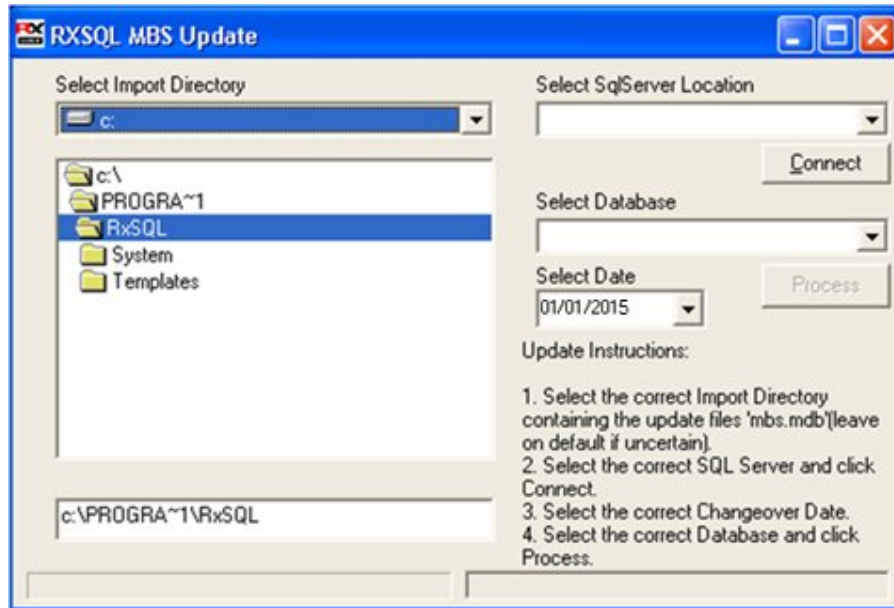 RX
RXSQL MBS Update
Select Import Directory
c:
c:\
PROGRA~1
RxSQL
System
Templates
c:\PROGRA~1\RxSQL
Select SqlServer Location
Connect
Select Database
Select Date
01/01/2015
Process
Update Instructions:
1. Select the correct Import Directory
containing the update files 'mbs.mdb'(leave
on default if uncertain).
2. Select the correct SQL Server and click
Connect.
3. Select the correct Changeover Date.
4. Select the correct Database and click
Process.